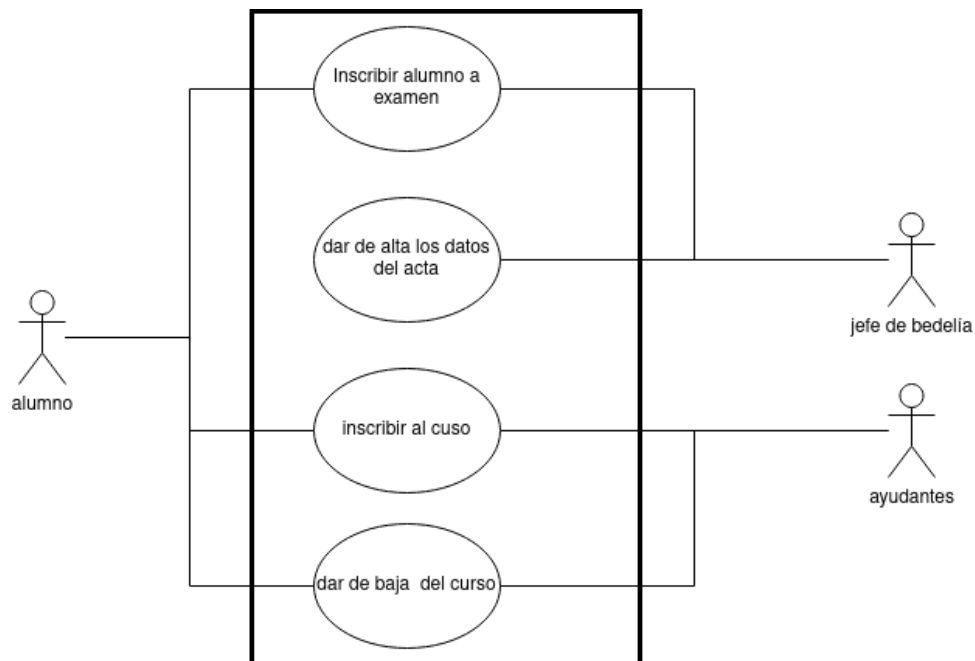 Inscribir alumno a
examen
dar de alta los datos
del acta
jefe de bedelía
alumno
inscribir al cuso
ayudantes
dar de baja  del curso